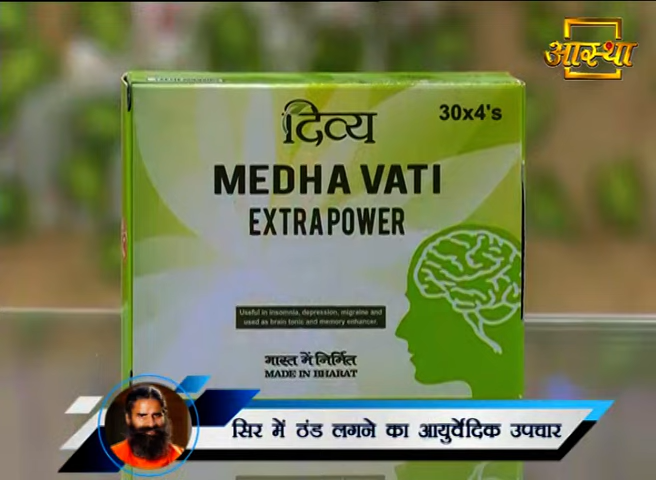 आस्था
दिव्य
30x4's
MEDHA VATI
EXTRAPOWER
Useful in insomnia, depression, migraine and
used as brain tonic and memory enhancer.
भारत में निर्मित
MADE IN BHARAT
सिर में ठंड लगने का आयुर्वेदिक उपचार